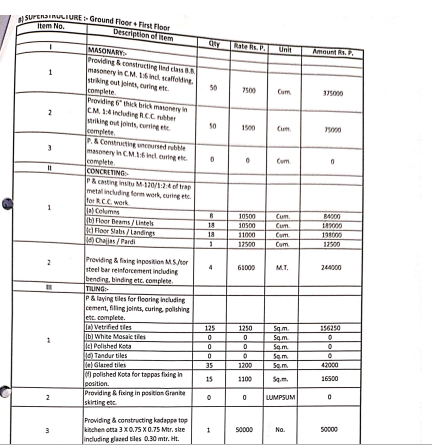 B) SUPERSTRUCTURE :- Ground Floor + First Floor
Item No. Description of Item Qty Rate Rs. P. Unit Amount Rs. P.
I MASONARY:-
1 Providing & constructing IInd class B.B. masonery in C.M. 1:6 incl. scaffolding, striking out joints, curing etc. complete. 50 7500 Cum. 375000
2 Providing 6" thick brick masonery in C.M. 1:4 including R.C.C. rubber striking out joints, curring etc. complete. 50 1500 Cum. 75000
3 P. & Constructing uncoursed rubble masonery in C.M.1:6 incl. curing etc. complete. 0 0 Cum. 0
II CONCRETING:-
1 P & casting insitu M-120/1:2:4 of trap metal including form work, curing etc. for R.C.C. work.
(a) Columns 8 10500 Cum. 84000
(b) Floor Beams / Lintels 18 10500 Cum. 189000
(c) Floor Slabs / Landings 18 11000 Cum. 198000
(d) Chajjas / Pardi 1 12500 Cum. 12500
2 Providing & fixing inposition M.S./tor steel bar reinforcement including bending, binding etc. complete. 4 61000 M.T. 244000
III TILING:-
1 P & laying tiles for flooring including cement, filling joints, curing, polishing etc. complete.
(a) Vetrified tiles 125 1250 Sq.m. 156250
(b) White Mosaic tiles 0 0 Sq.m. 0
(c) Polished Kota 0 0 Sq.m. 0
(d) Tandur tiles 0 0 Sq.m. 0
(e) Glazed tiles 35 1200 Sq.m. 42000
(f) polished Kota for tappas fixing in position. 15 1100 Sq.m. 16500
2 Providing & fixing in position Granite skirting etc. 0 0 LUMPSUM 0
3 Providing & constructing kadappa top kitchen otta 3 X 0.75 X 0.75 Mtr. size including glazed tiles 0.30 mtr. Ht. 1 50000 No. 50000